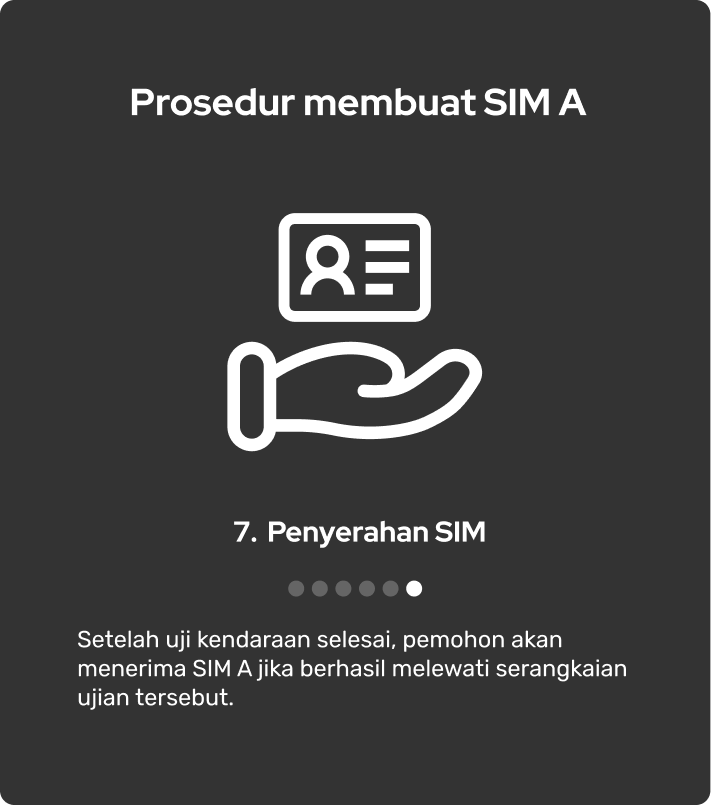 Prosedur membuat SIM A
7. Penyerahan SIM
Setelah uji kendaraan selesai, pemohon akan
menerima SIM A jika berhasil melewati serangkaian
ujian tersebut.